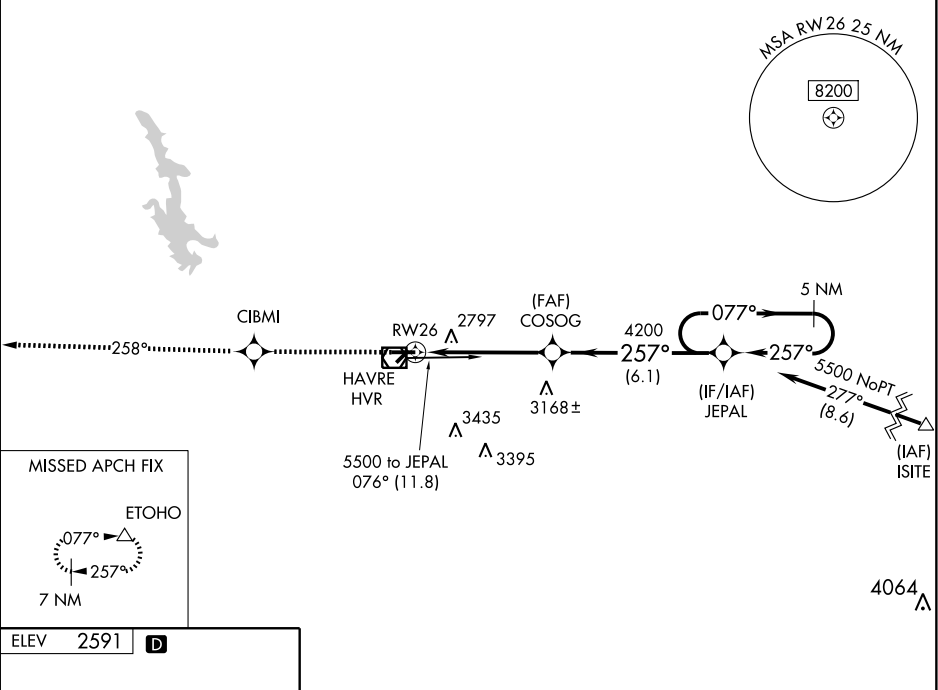 MSA RW26 25 NM
8200
5 NM
077°
(FAF)
COSOG
CIBMI
RW26
2797
4200
257°
(6.1)
257°
258°
HAVRE
HVR
3168±
(IF/IAF)
JEPAL
5500 NoPT
277°
(8.6)
(IAF)
ISITE
3435
3395
5500 to JEPAL
076° (11.8)
MISSED APCH FIX
ETOHO
077°
257°
7 NM
4064
ELEV 2591 D